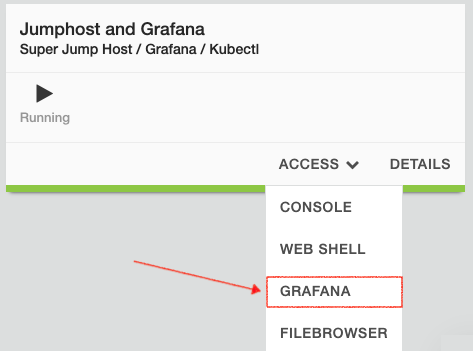 Jumphost and Grafana
Super Jump Host / Grafana / Kubectl
Running
ACCESS DETAILS
CONSOLE
WEB SHELL
GRAFANA
FILEBROWSER